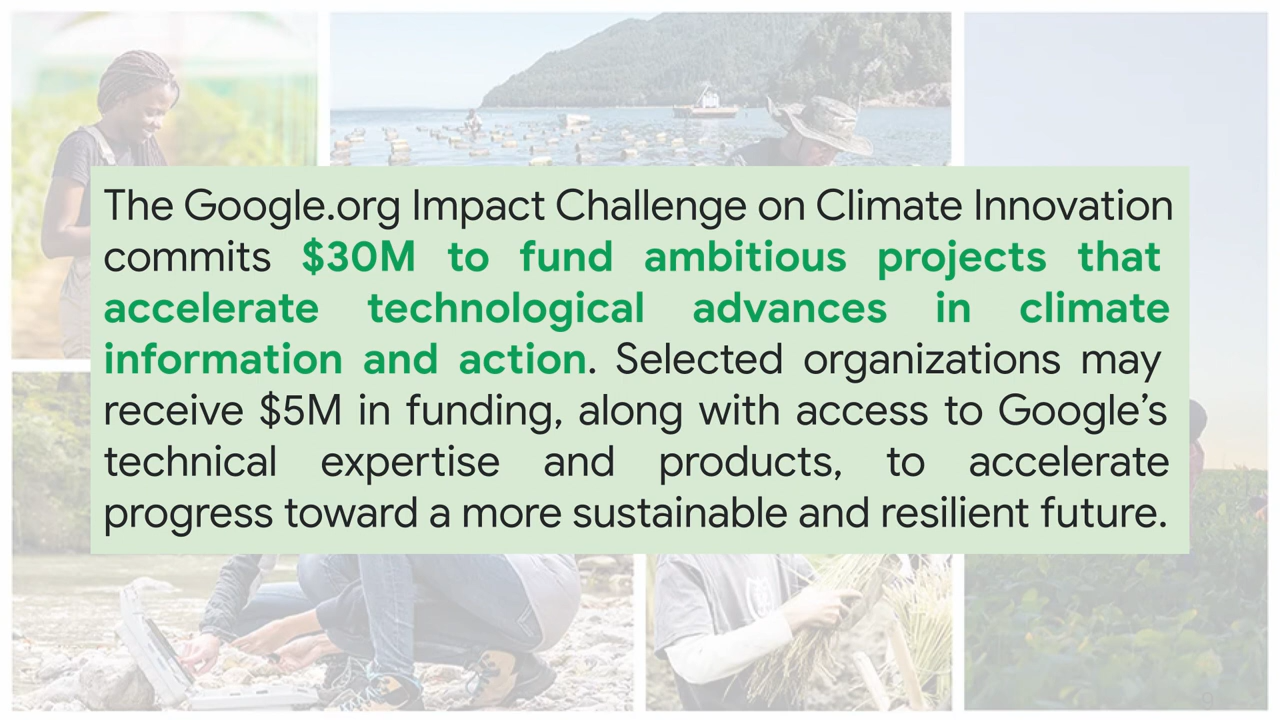 The Google.org Impact Challenge on Climate Innovation
commits $30M to fund ambitious projects that
accelerate technological advances in climate
information and action. Selected organizations may
receive $5M in funding, along with access to Google’s
technical expertise and products, to accelerate
progress toward a more sustainable and resilient future.